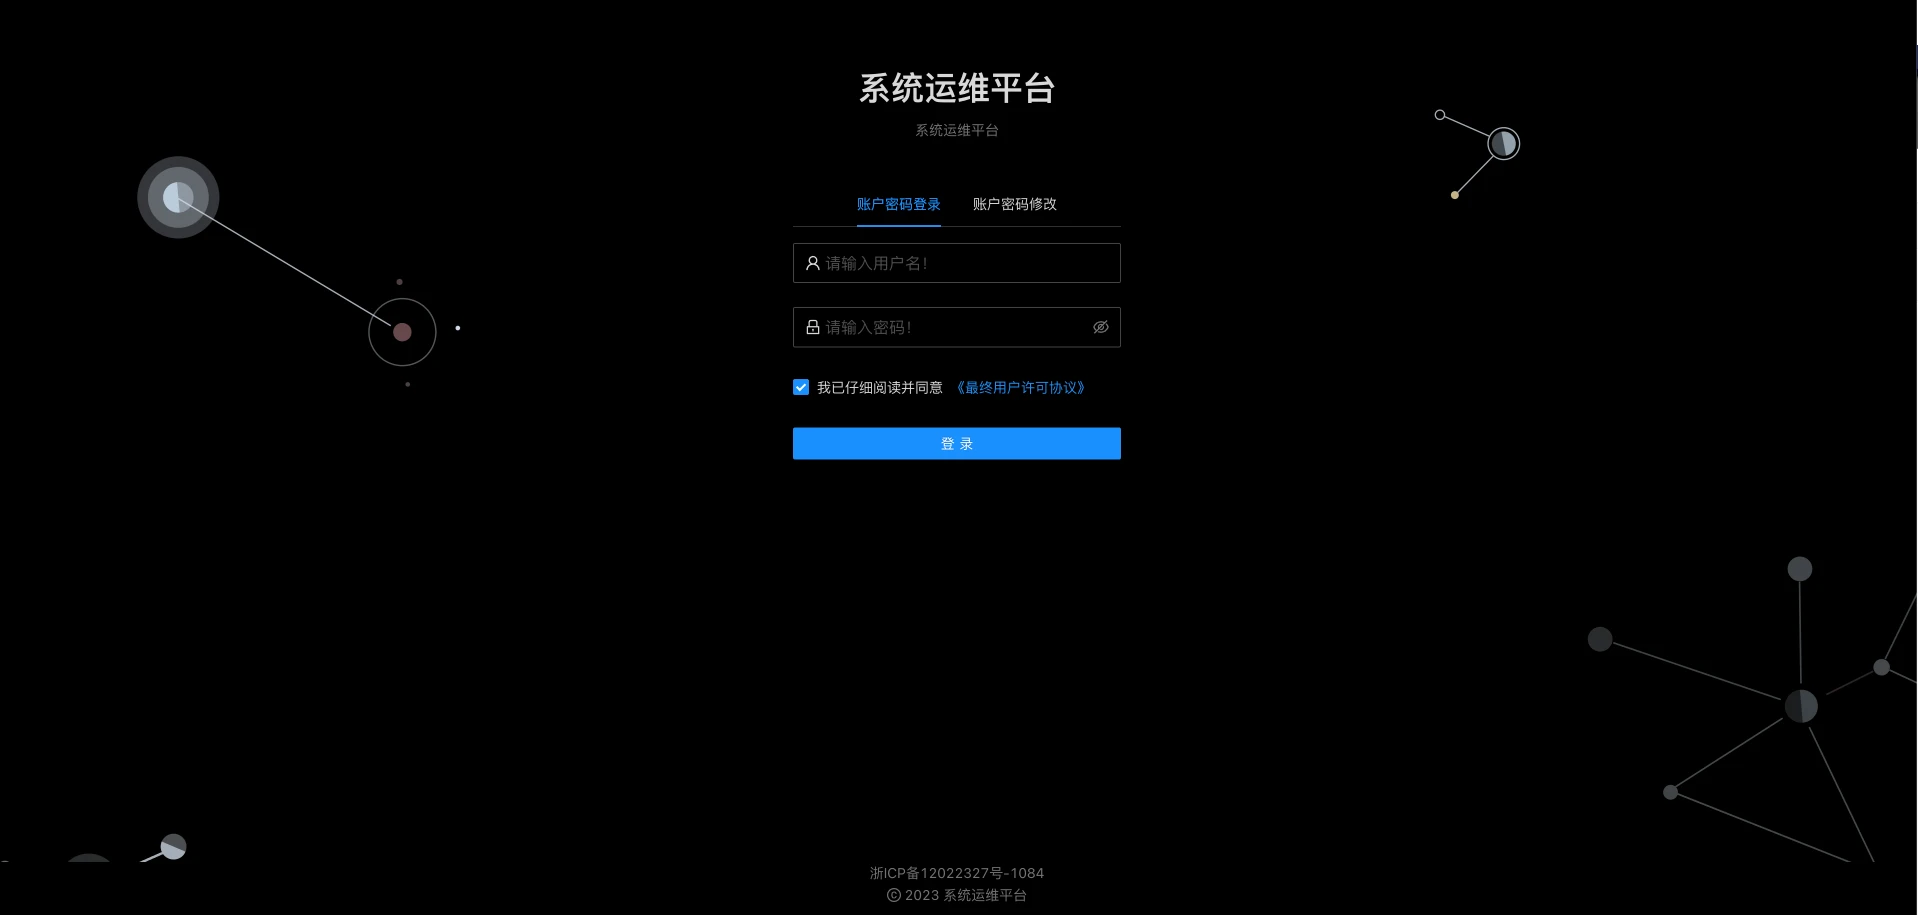 系统运维平台
系统运维平台
账户密码登录 账户密码修改
请输入用户名!
请输入密码!
我已仔细阅读并同意 《最终用户许可协议》
登 录
浙ICP备12022327号-1084
© 2023 系统运维平台